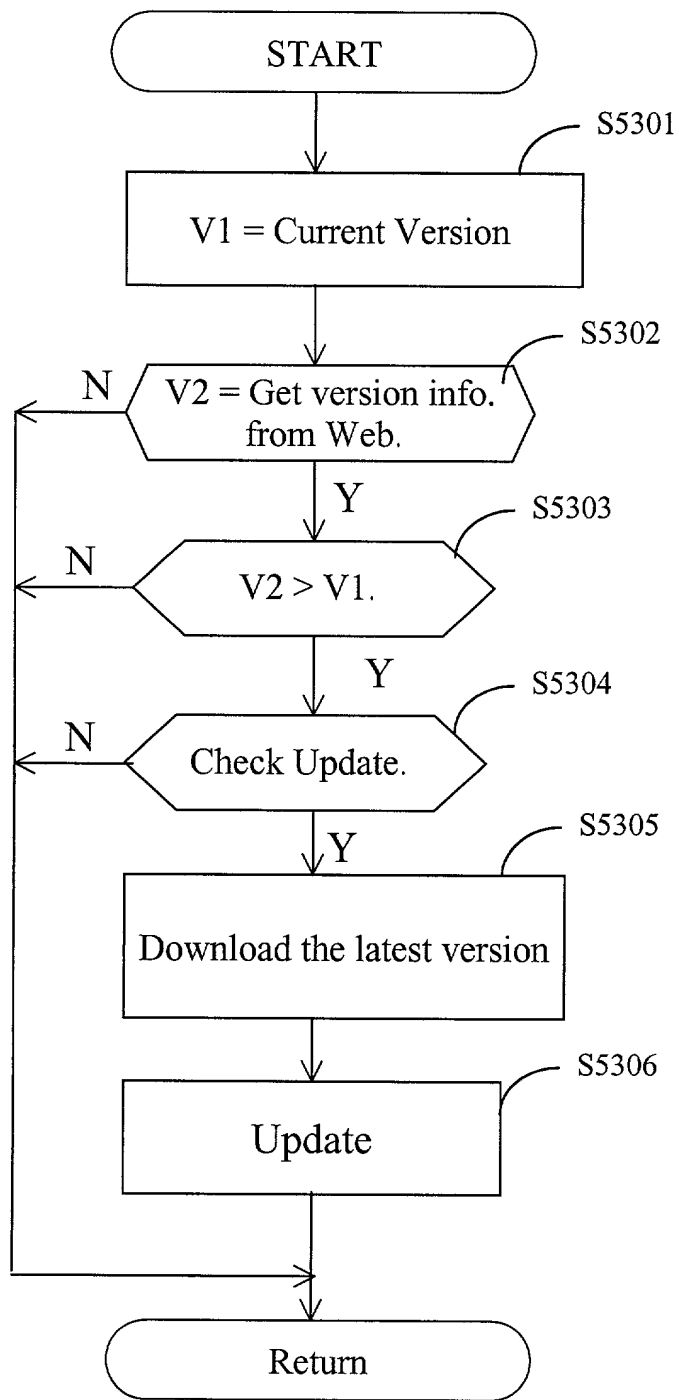 START
S5301
V1 = Current Version
S5302
N
V2 = Get version info.
from Web.
Y
S5303
N
V2 > V1.
Y
S5304
N
Check Update.
Y
S5305
Download the latest version
S5306
Update
Return